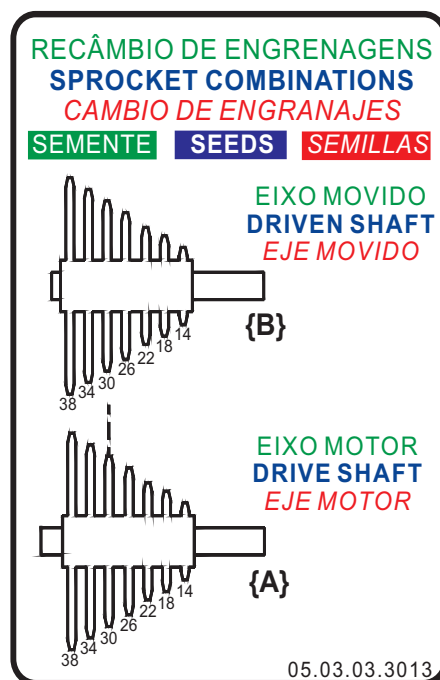 RECÂMBIO DE ENGRENAGENS
SPROCKET COMBINATIONS
CAMBIO DE ENGRANAJES
SEMENTE SEEDS SEMILLAS
EIXO MOVIDO
DRIVEN SHAFT
EJE MOVIDO
{B}
38 34 30 26 22 18 14
EIXO MOTOR
DRIVE SHAFT
EJE MOTOR
{A}
38 34 30 26 22 18 14
05.03.03.3013